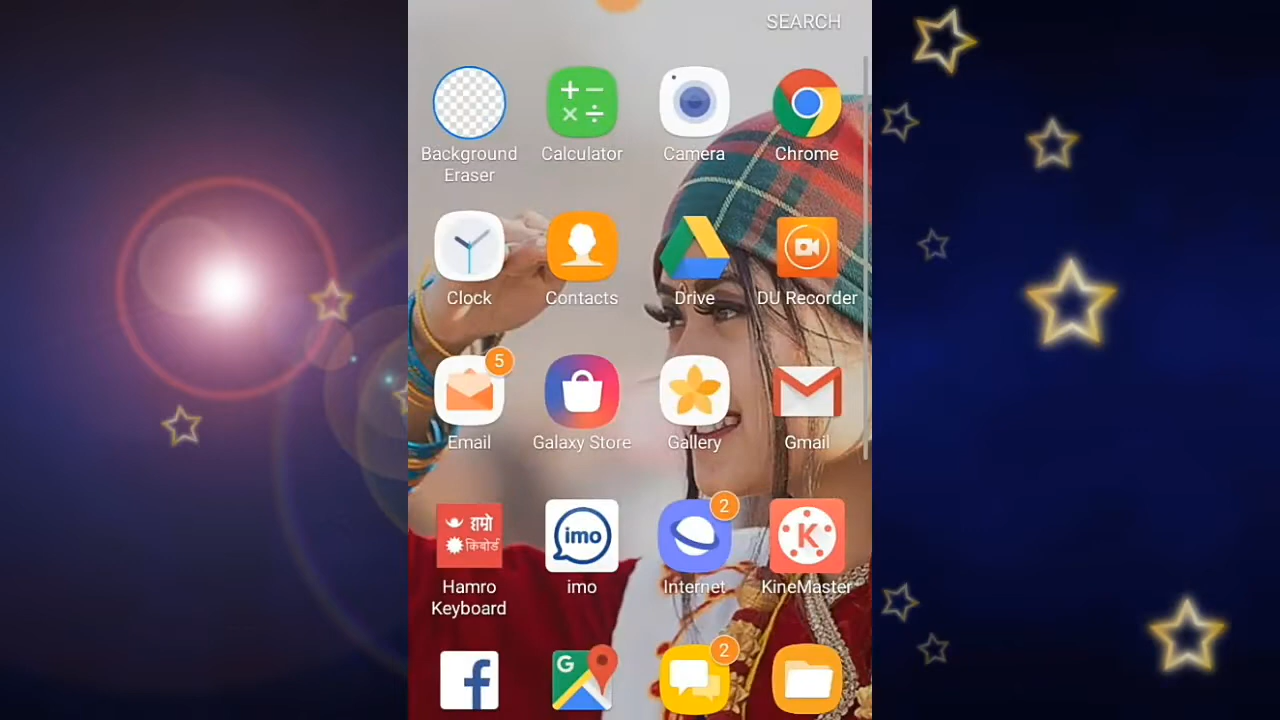 SEARCH
Background
Eraser
Calculator
Camera
Chrome
Clock
Contacts
Drive
DU Recorder
5
Email
Galaxy Store
Gallery
Gmail
हाम्रो
किबोर्ड
Hamro
Keyboard
imo
imo
2
Internet
K
KineMaster
f
G
2